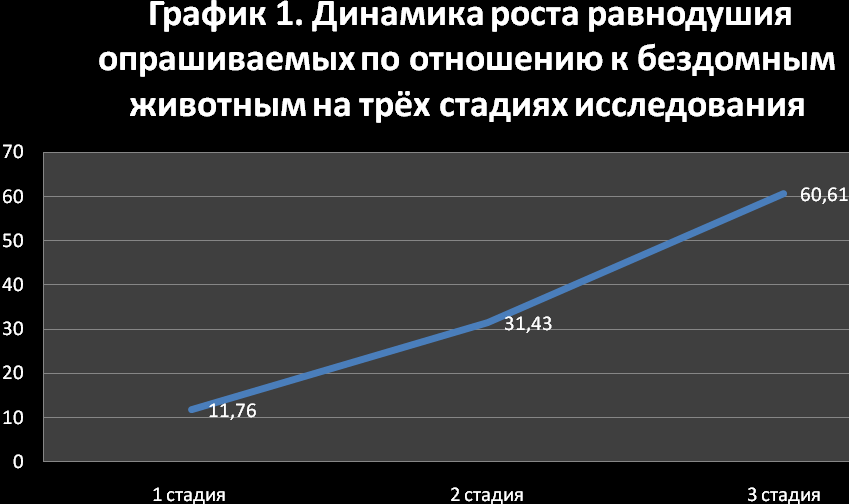 График 1. Динамика роста равнодушия
опрашиваемых по отношению к бездомным
животным на трёх стадиях исследования
70
60
60,61
50
40
30
31,43
20
10
11,76
0
1 стадия
2 стадия
3 стадия